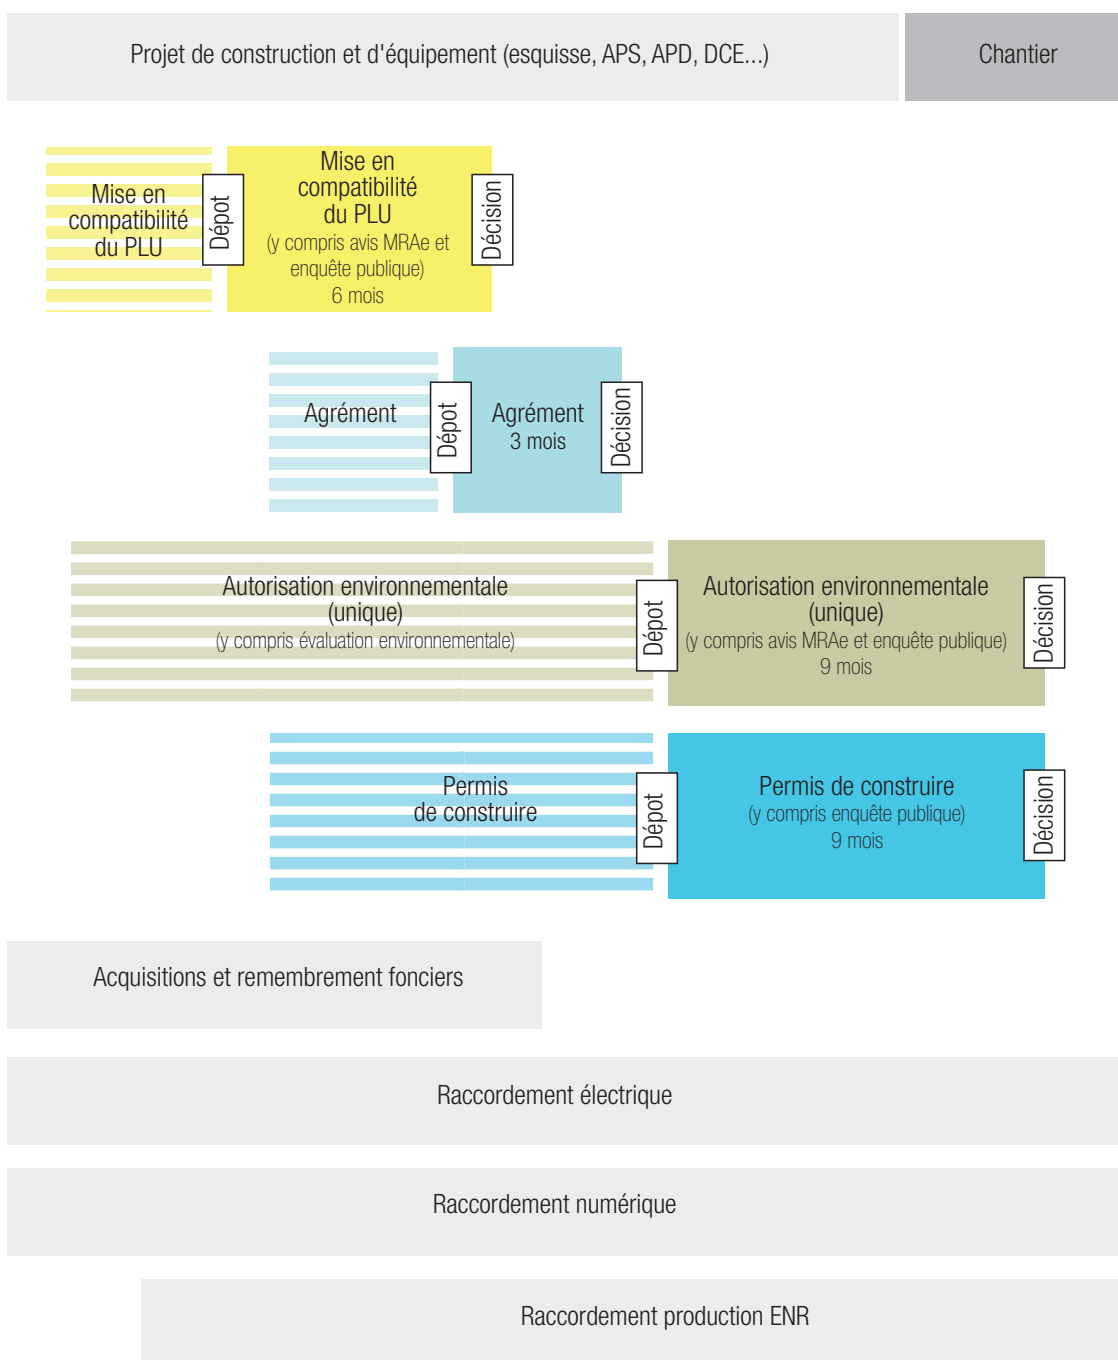 Projet de construction et d'équipement (esquisse, APS, APD, DCE...)
Chantier
Mise en
compatibilité
du PLU
Dépot
Mise en
compatibilité
du PLU
(y compris avis MRAe et
enquête publique)
6 mois
Décision
Agrément
Dépot
Agrément
3 mois
Décision
Autorisation environnementale
(unique)
(y compris évaluation environnementale)
Dépot
Autorisation environnementale
(unique)
(y compris avis MRAe et enquête publique)
9 mois
Décision
Permis
de construire
Dépot
Permis de construire
(y compris enquête publique)
9 mois
Décision
Acquisitions et remembrement fonciers
Raccordement électrique
Raccordement numérique
Raccordement production ENR